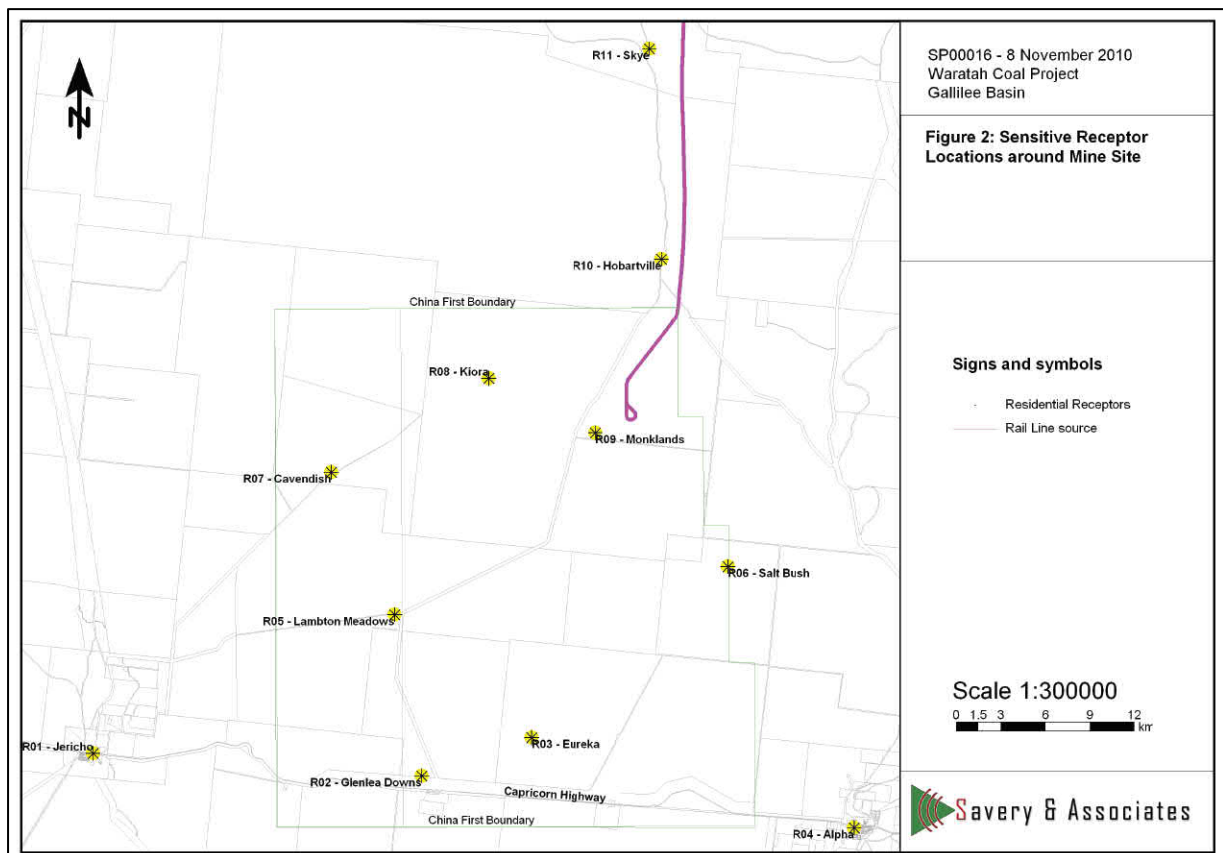 R11 - Skye
N
R10 - Hobartville
China First Boundary
R08 - Kiora
R09 - Monklands
R07 - Cavendish
R06 - Salt Bush
R05 - Lambton Meadows
R03 - Eureka
R01 - Jericho
R02 - Glenlea Downs
Capricorn Highway
China First Boundary
R04 - Alpha
SP00016 - 8 November 2010
Waratah Coal Project
Gallilee Basin
Figure 2: Sensitive Receptor
Locations around Mine Site
Signs and symbols
Residential Receptors
Rail Line source
Scale 1:300000
0 1.5 3 6 9 12
km
Savery & Associates